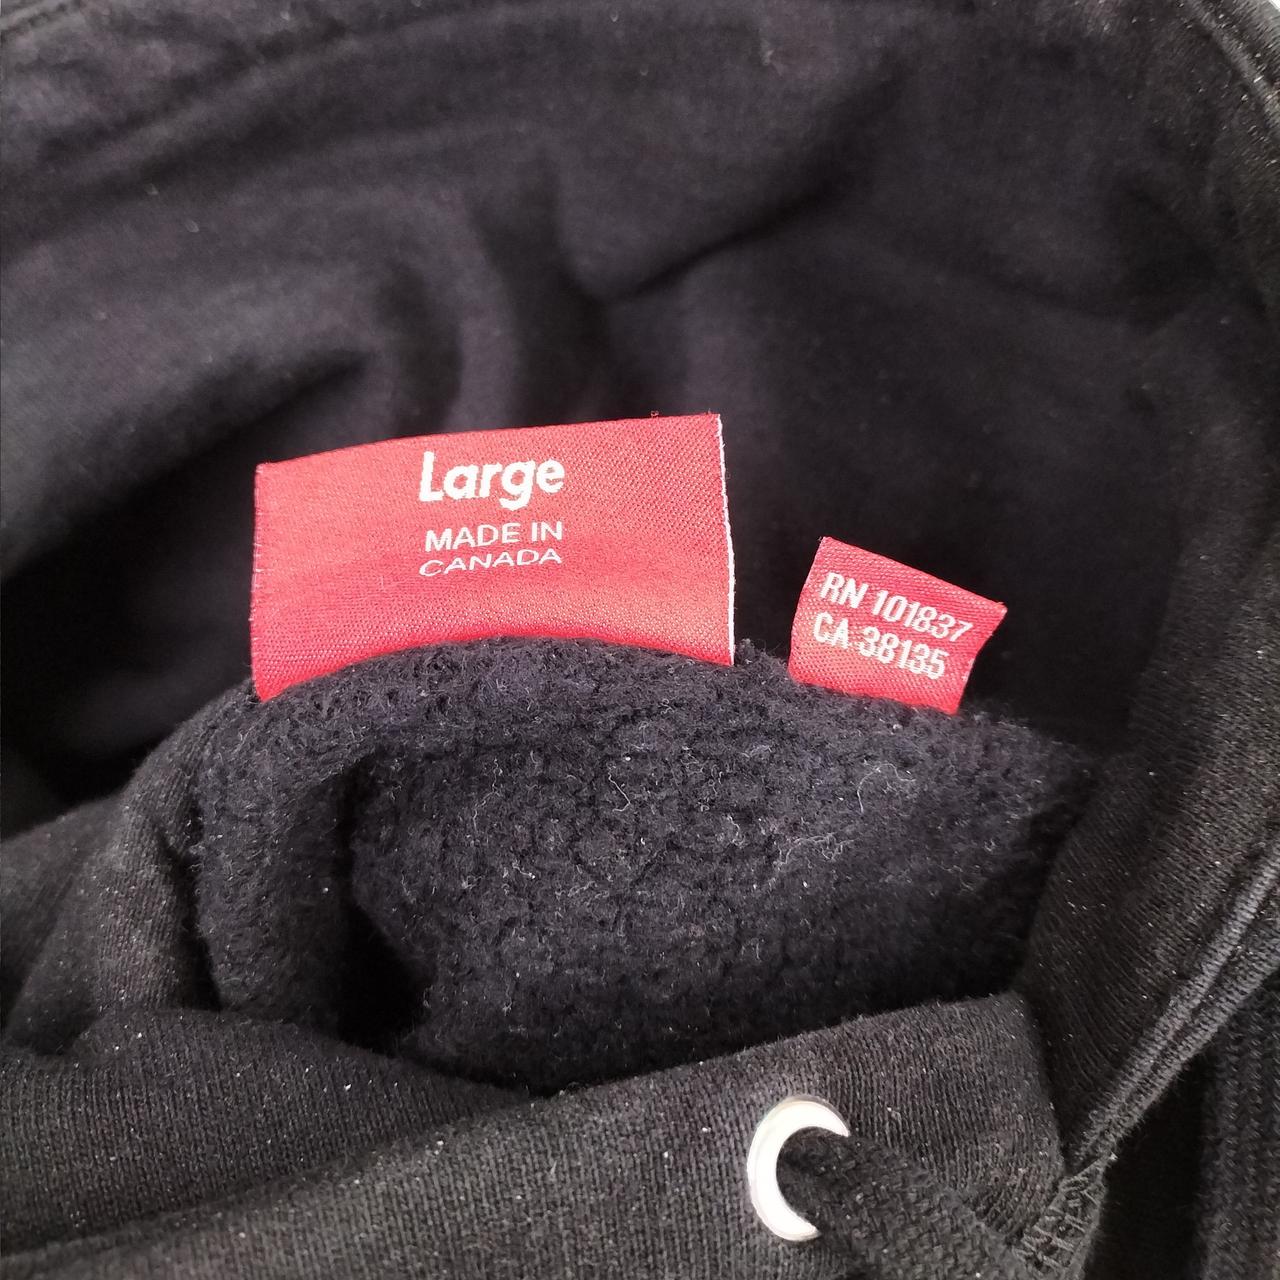 Large
MADE IN
CANADA
RN 101837
CA 38135